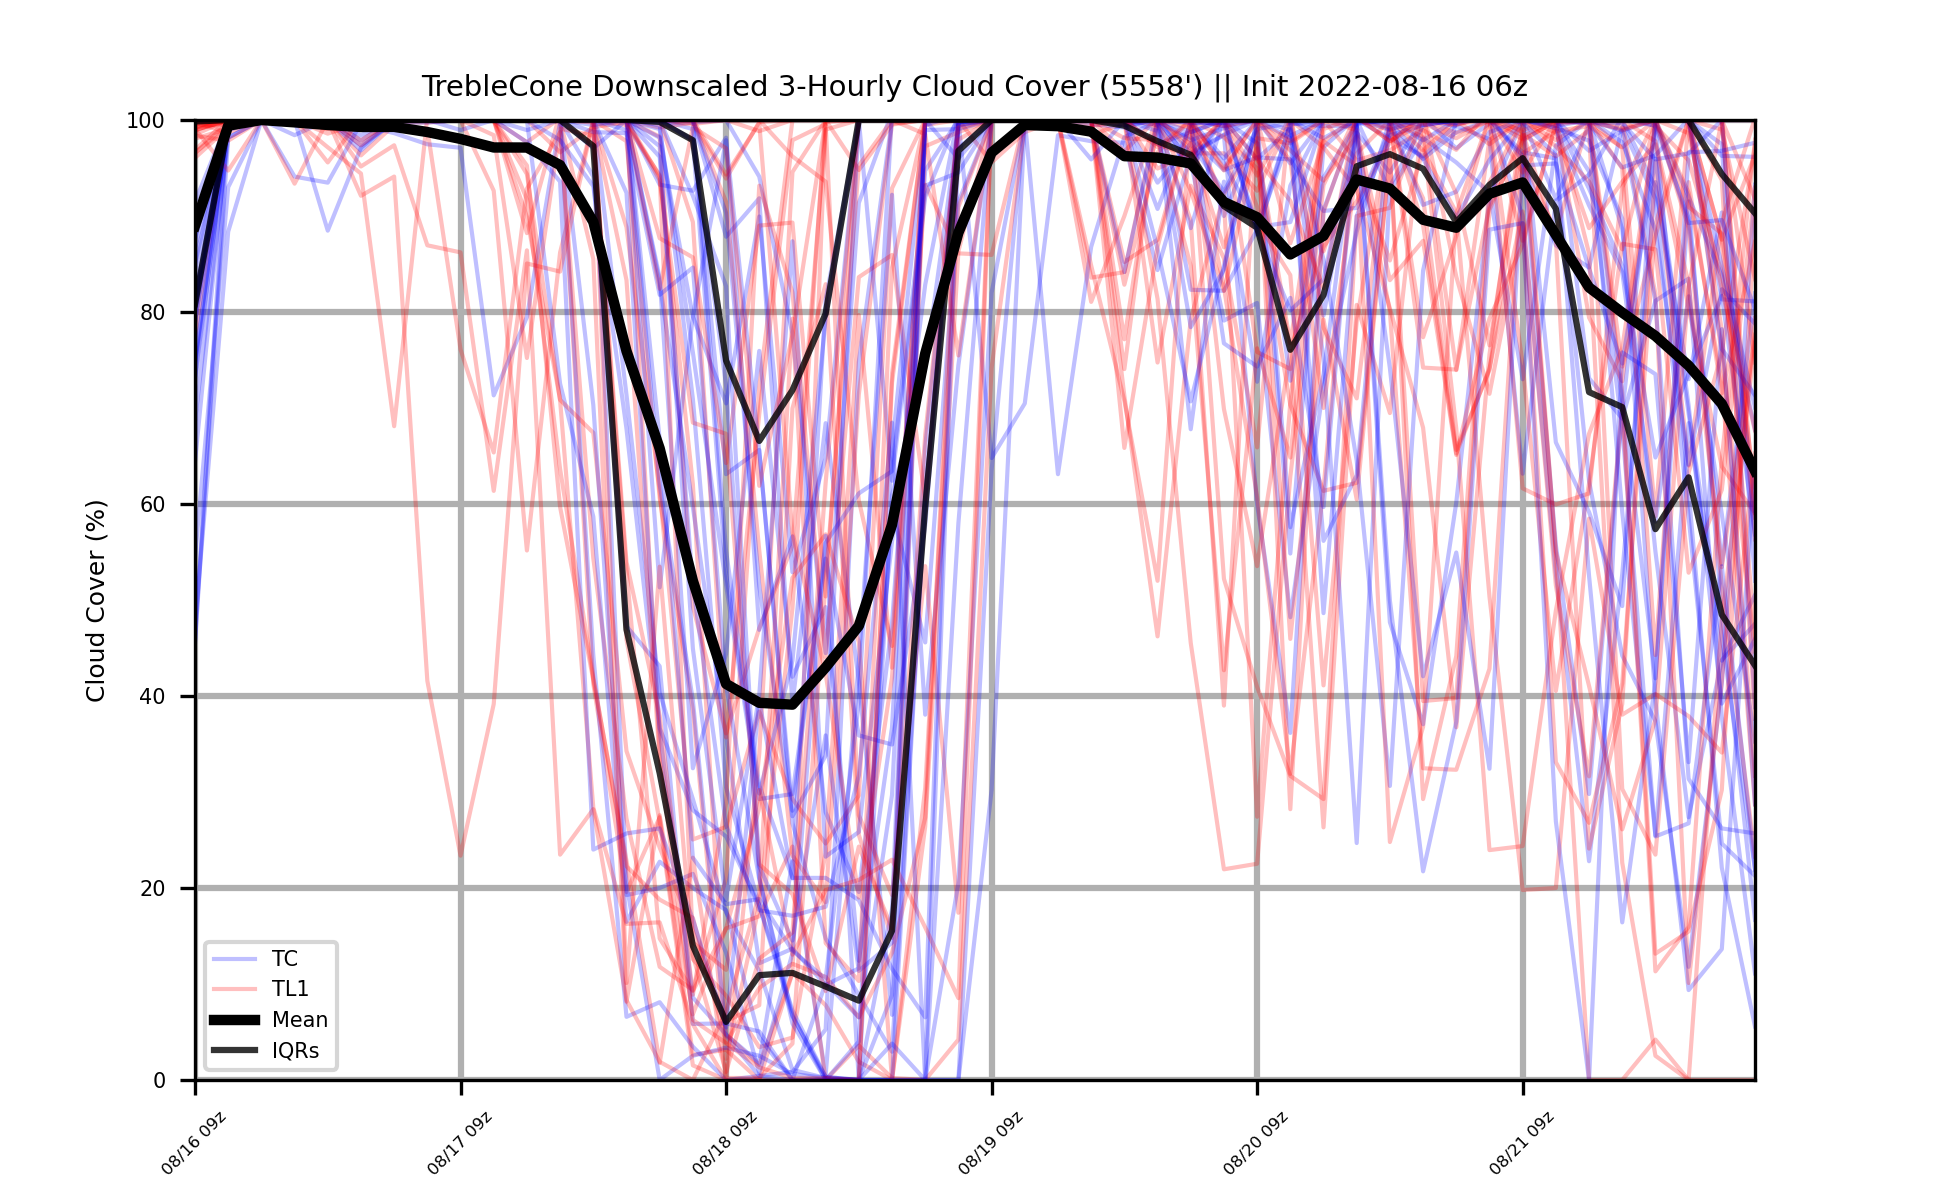 TrebleCone Downscaled 3-Hourly Cloud Cover (5558') || Init 2022-08-16 06z
Cloud Cover (%)
100
80
60
40
20
0
TC
TL1
Mean
IQRs
08/16 09z
08/17 09z
08/18 09z
08/19 09z
08/20 09z
08/21 09z